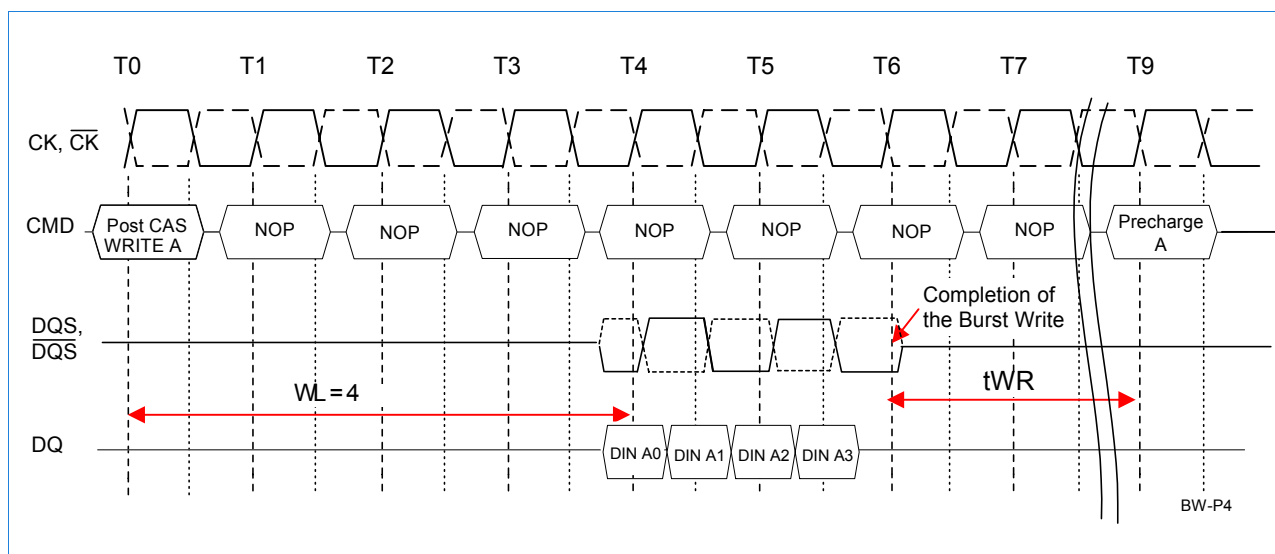 T0 T1 T2 T3 T4 T5 T6 T7 T9
CK, C̅K̅
CMD
Post CAS
WRITE A
NOP NOP NOP NOP NOP NOP NOP
Precharge
A
DQS,
D̅Q̅S̅
Completion of
the Burst Write
WL = 4
tWR
DQ
DIN A0 DIN A1 DIN A2 DIN A3
BW-P4